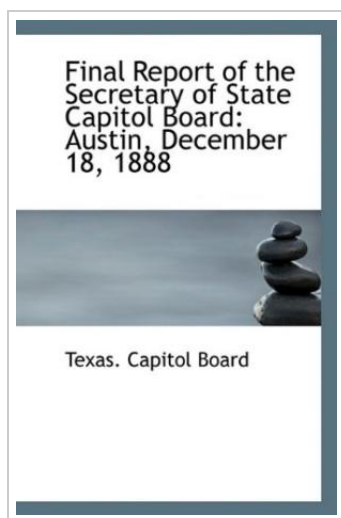 Final Report of the
Secretary of State
Capitol Board:
Austin, December
18, 1888
Texas. Capitol Board